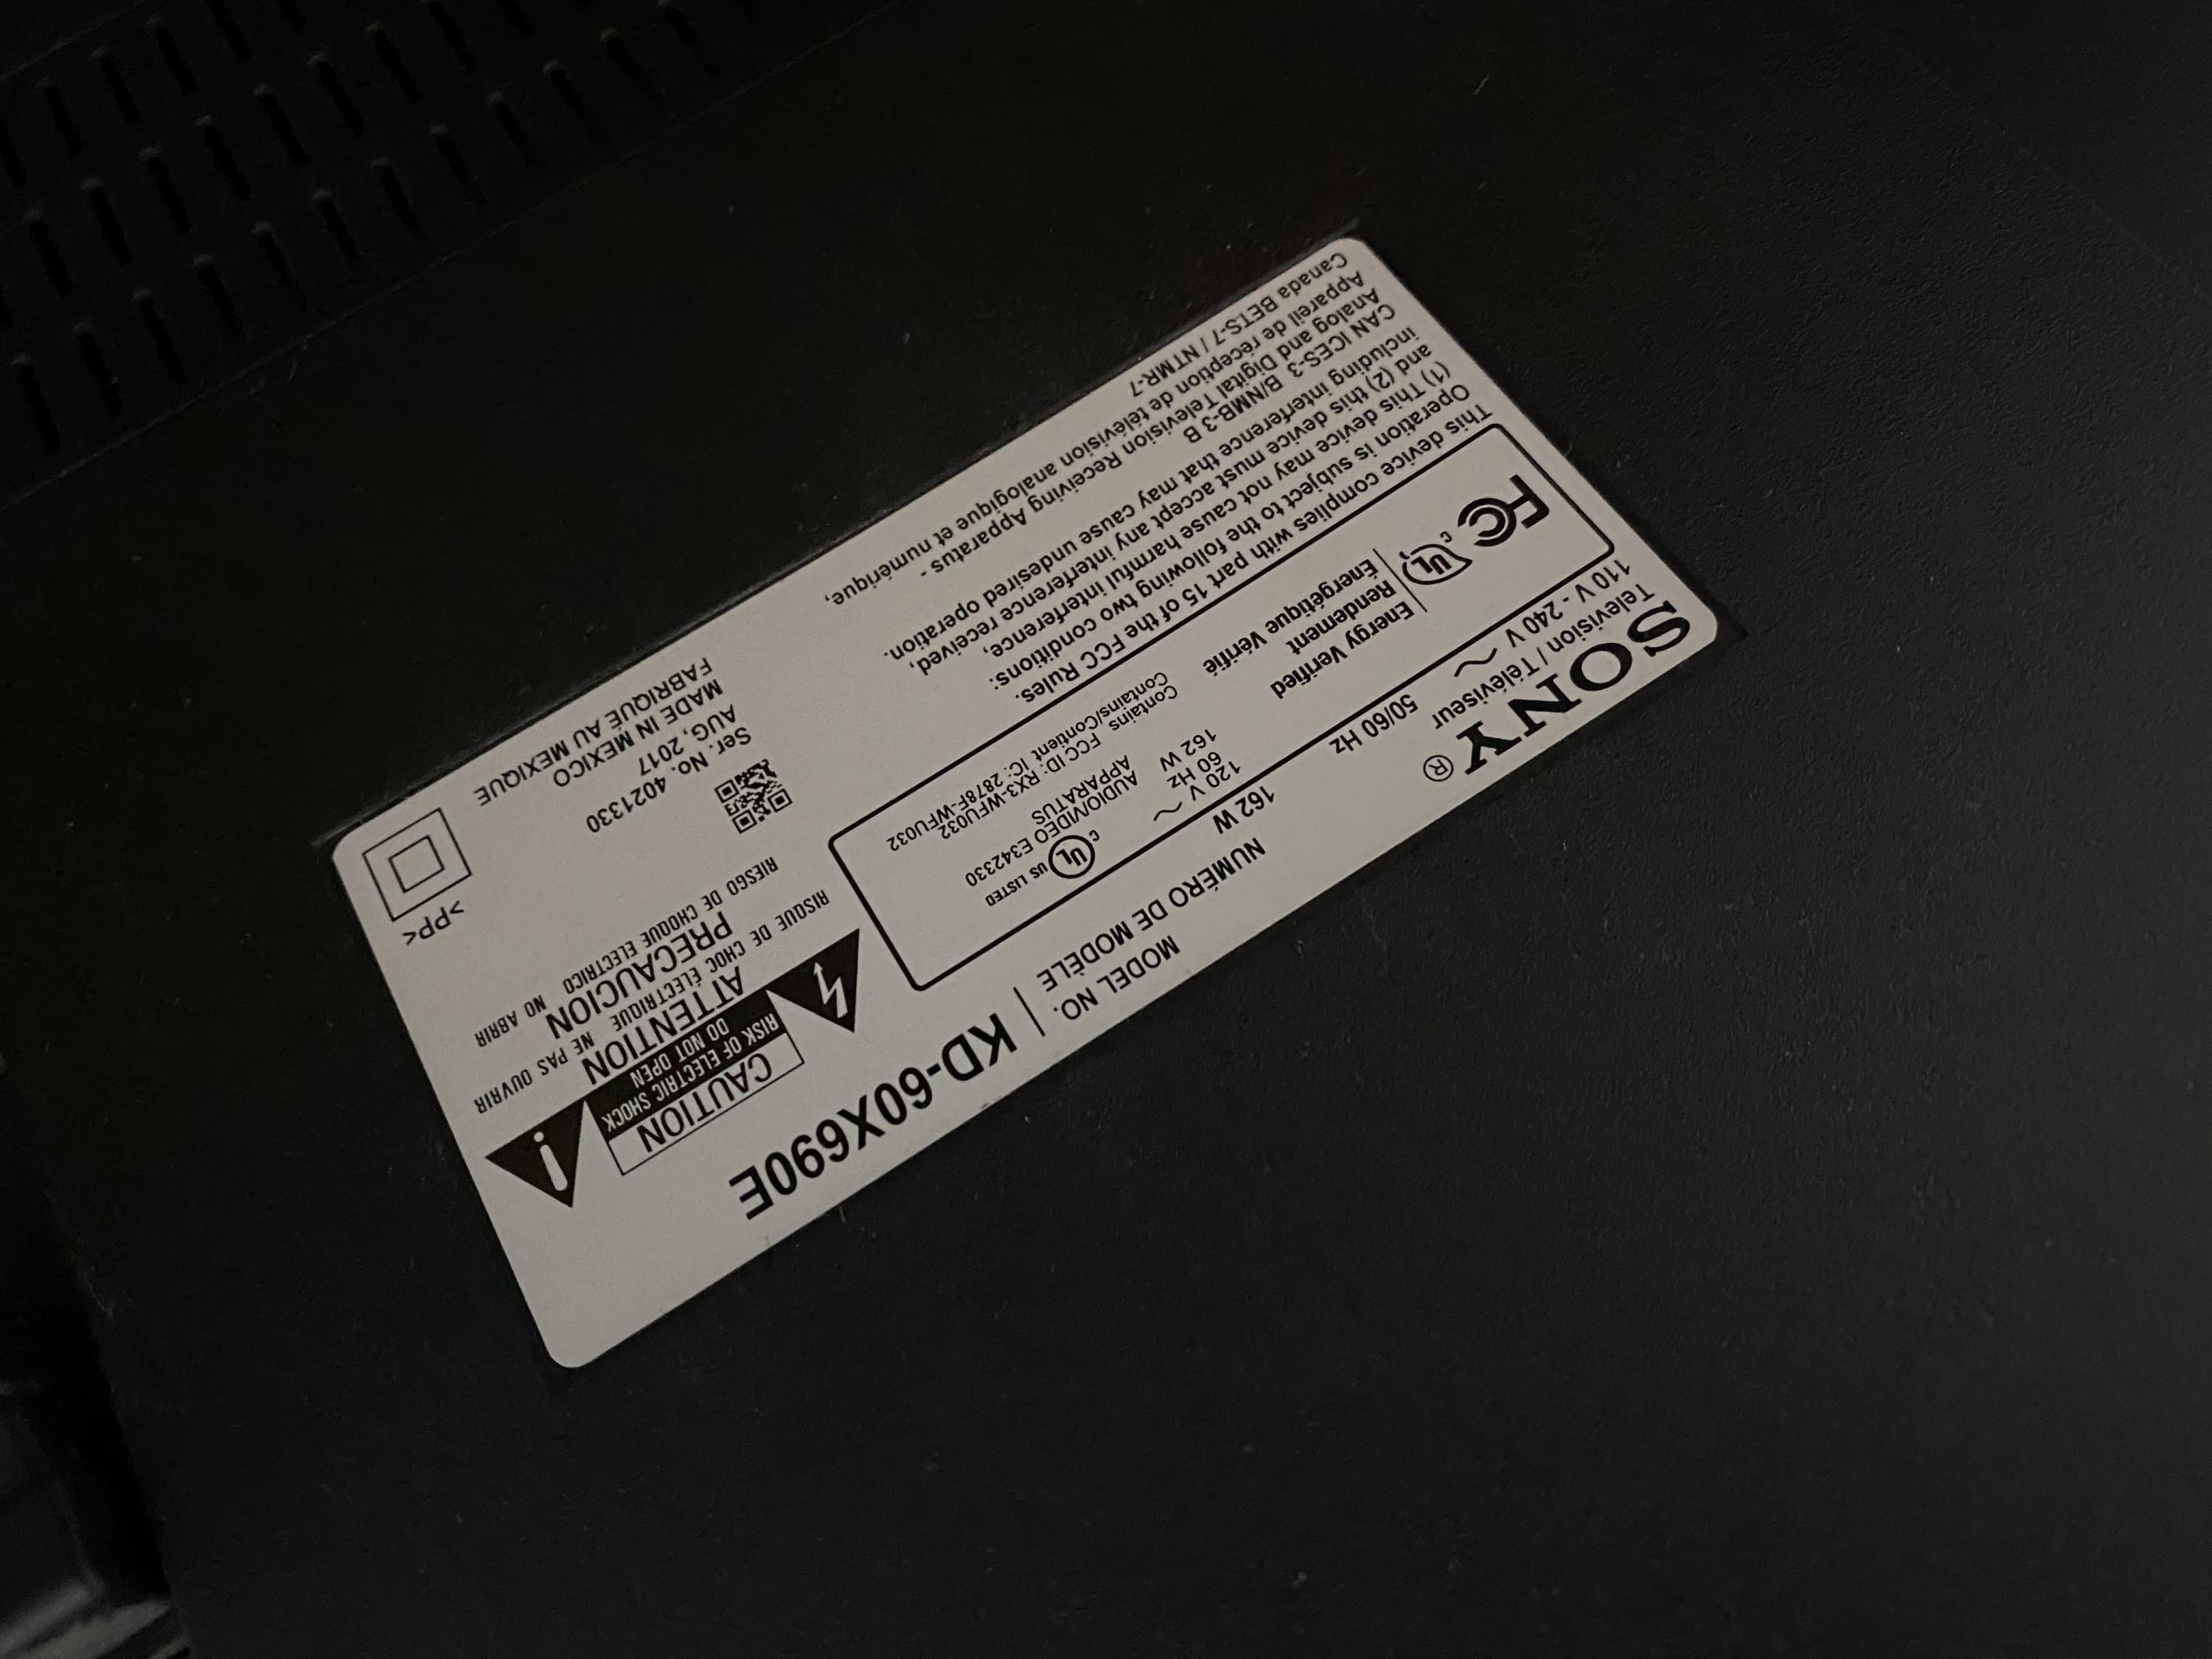 SONY®
Television / Téléviseur
110 V - 240 V ~ 50/60 Hz 162 W
MODEL NO.
NUMÉRO DE MODÈLE
KD-60X690E
FC
c UL
Energy Verified
Rendement
Énergétique Vérifié
120 V ~
60 Hz
162 W
c UL US LISTED
AUDIO/VIDEO E342330
APPARATUS
Contains FCC ID: RX3-WFU032
Contains/Contient IC: 2878F-WFU032
This device complies with part 15 of the FCC Rules.
Operation is subject to the following two conditions:
(1) This device may not cause harmful interference,
and (2) this device must accept any interference received,
including interference that may cause undesired operation.
CAN ICES-3 B/NMB-3 B
Analog and Digital Television Receiving Apparatus -
Appareil de réception de télévision analogique et numérique,
Canada BETS-7 / NTMR-7
CAUTION
RISK OF ELECTRIC SHOCK
DO NOT OPEN
ATTENTION
RISQUE DE CHOC ÉLECTRIQUE NE PAS OUVRIR
PRECAUCION
RIESGO DE CHOQUE ELECTRICO NO ABRIR
Ser. No. 4021330
AUG, 2017
MADE IN MEXICO
FABRIQUE AU MEXIQUE
>PP<